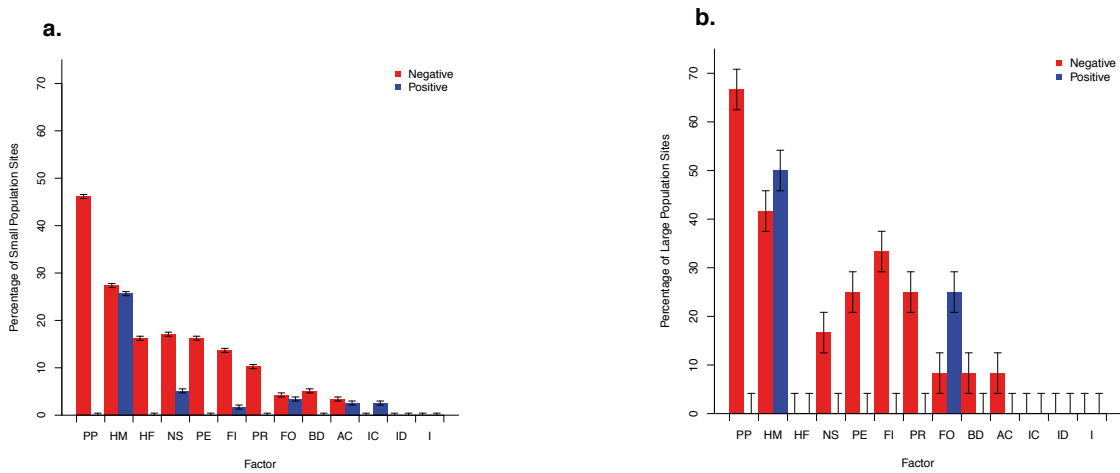 a.
Negative
Positive
Percentage of Small Population Sites
70
60
50
40
30
20
10
0
PP HM HF NS PE FI PR FO BD AC IC ID I
Factor
b.
Negative
Positive
Percentage of Large Population Sites
70
60
50
40
30
20
10
0
PP HM HF NS PE FI PR FO BD AC IC ID I
Factor